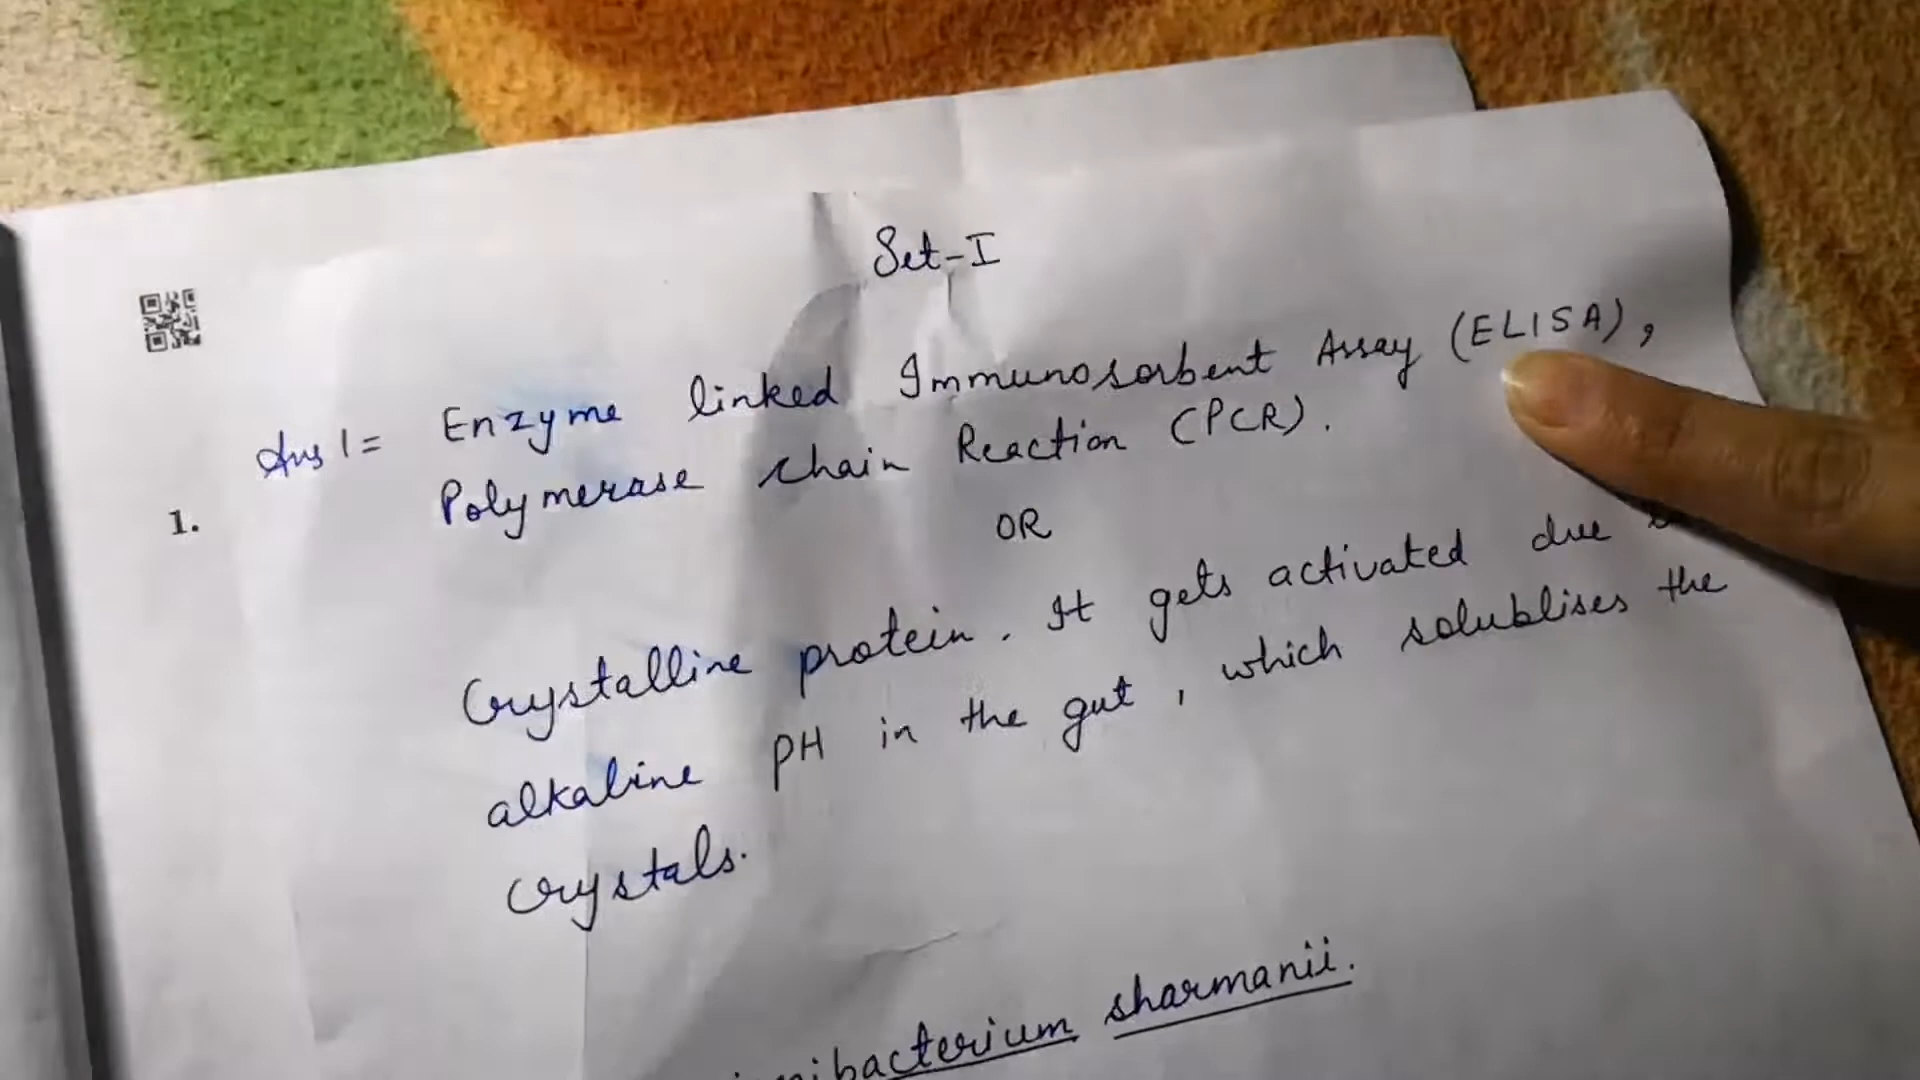 Set-I
Ans 1= Enzyme linked Immunosorbent Assay (ELISA),
Polymerase chain Reaction (PCR).
1.
OR
Crystalline protein. It gets activated due
alkaline pH in the gut, which solublises the
crystals.
sharmanii.